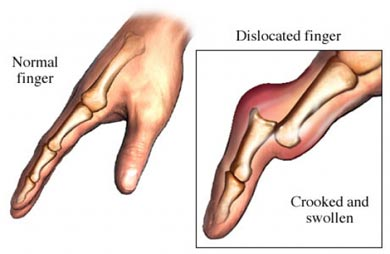 Dislocated finger
Normal
finger
Crooked and
swollen